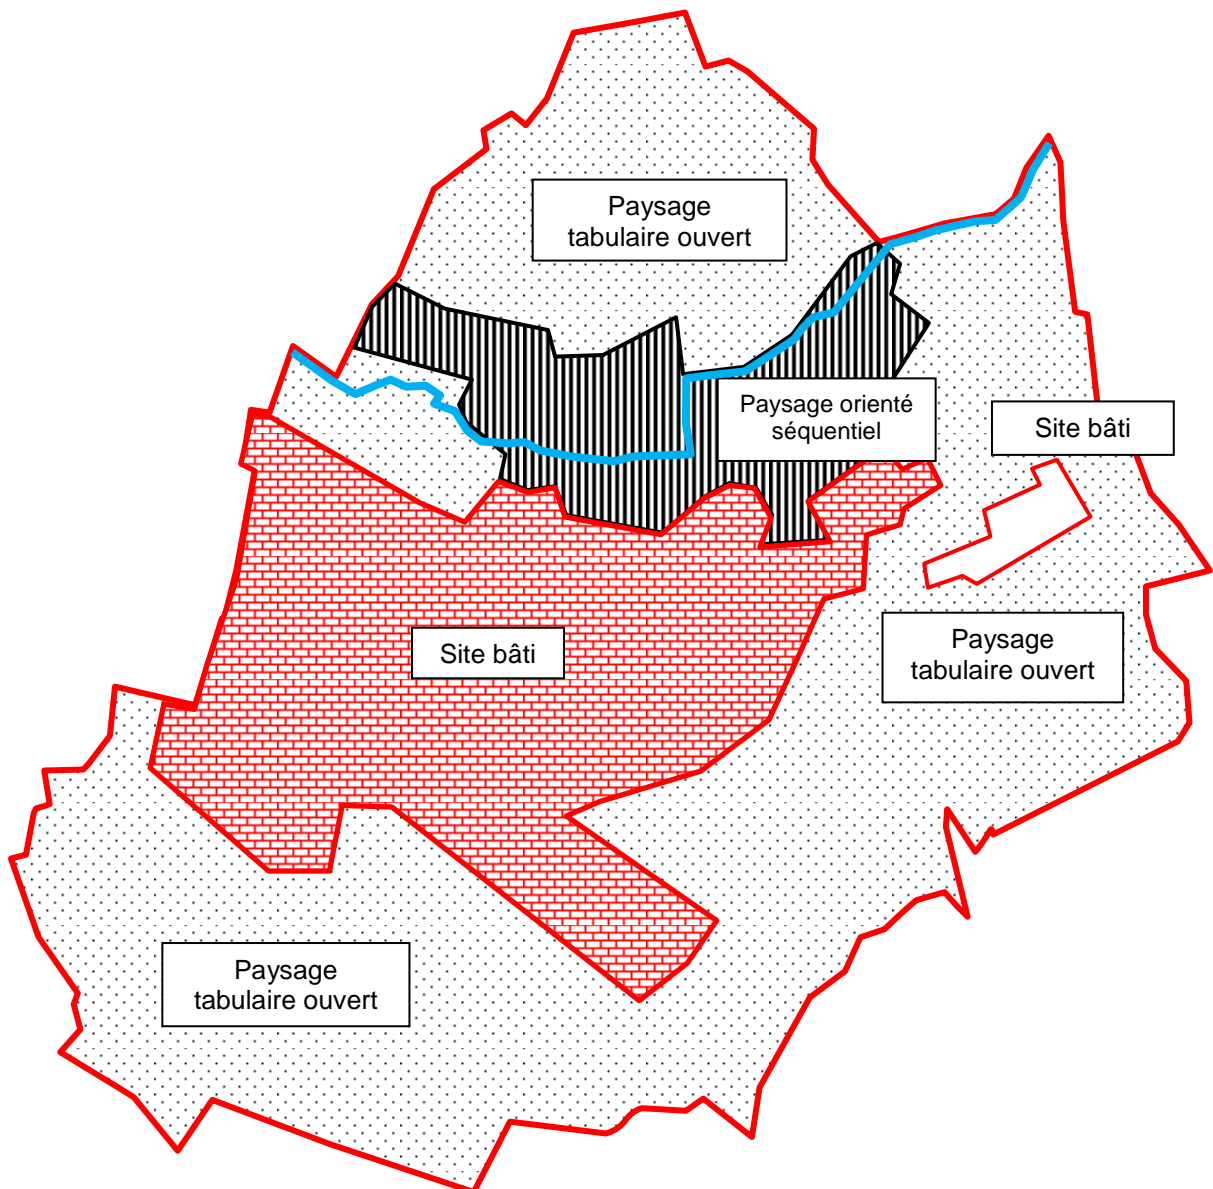 Paysage
tabulaire ouvert
Paysage orienté
séquentiel
Site bâti
Paysage
tabulaire ouvert
Site bâti
Paysage
tabulaire ouvert